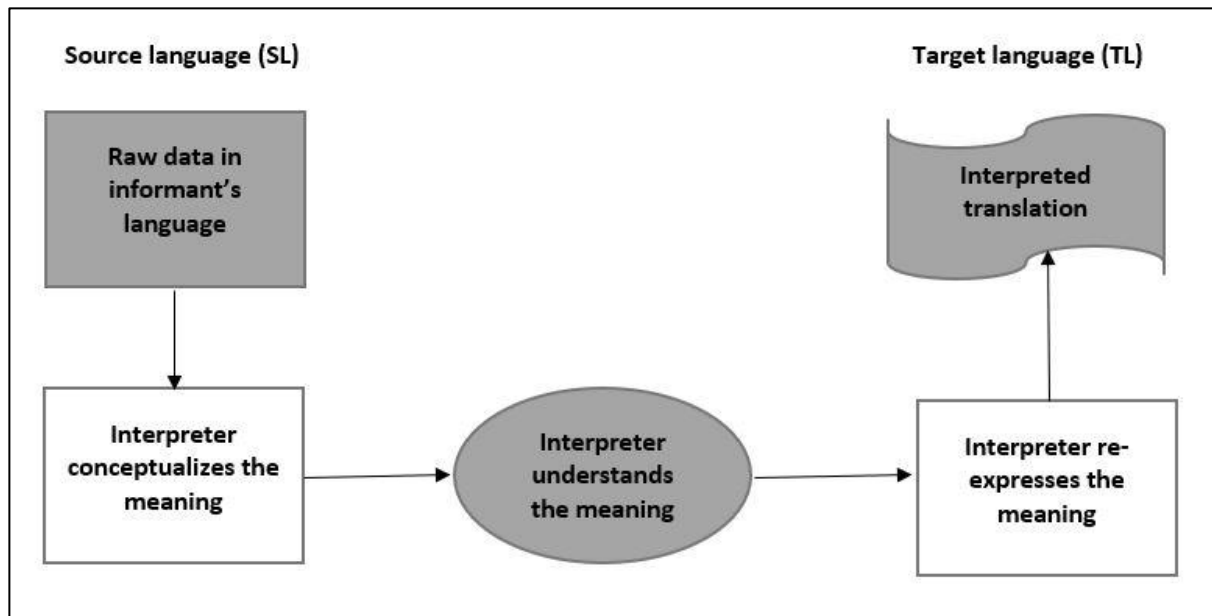 Source language (SL)
Target language (TL)
Raw data in
informant’s
language
Interpreted
translation
Interpreter
conceptualizes the
meaning
Interpreter
understands
the meaning
Interpreter re-
expresses the
meaning